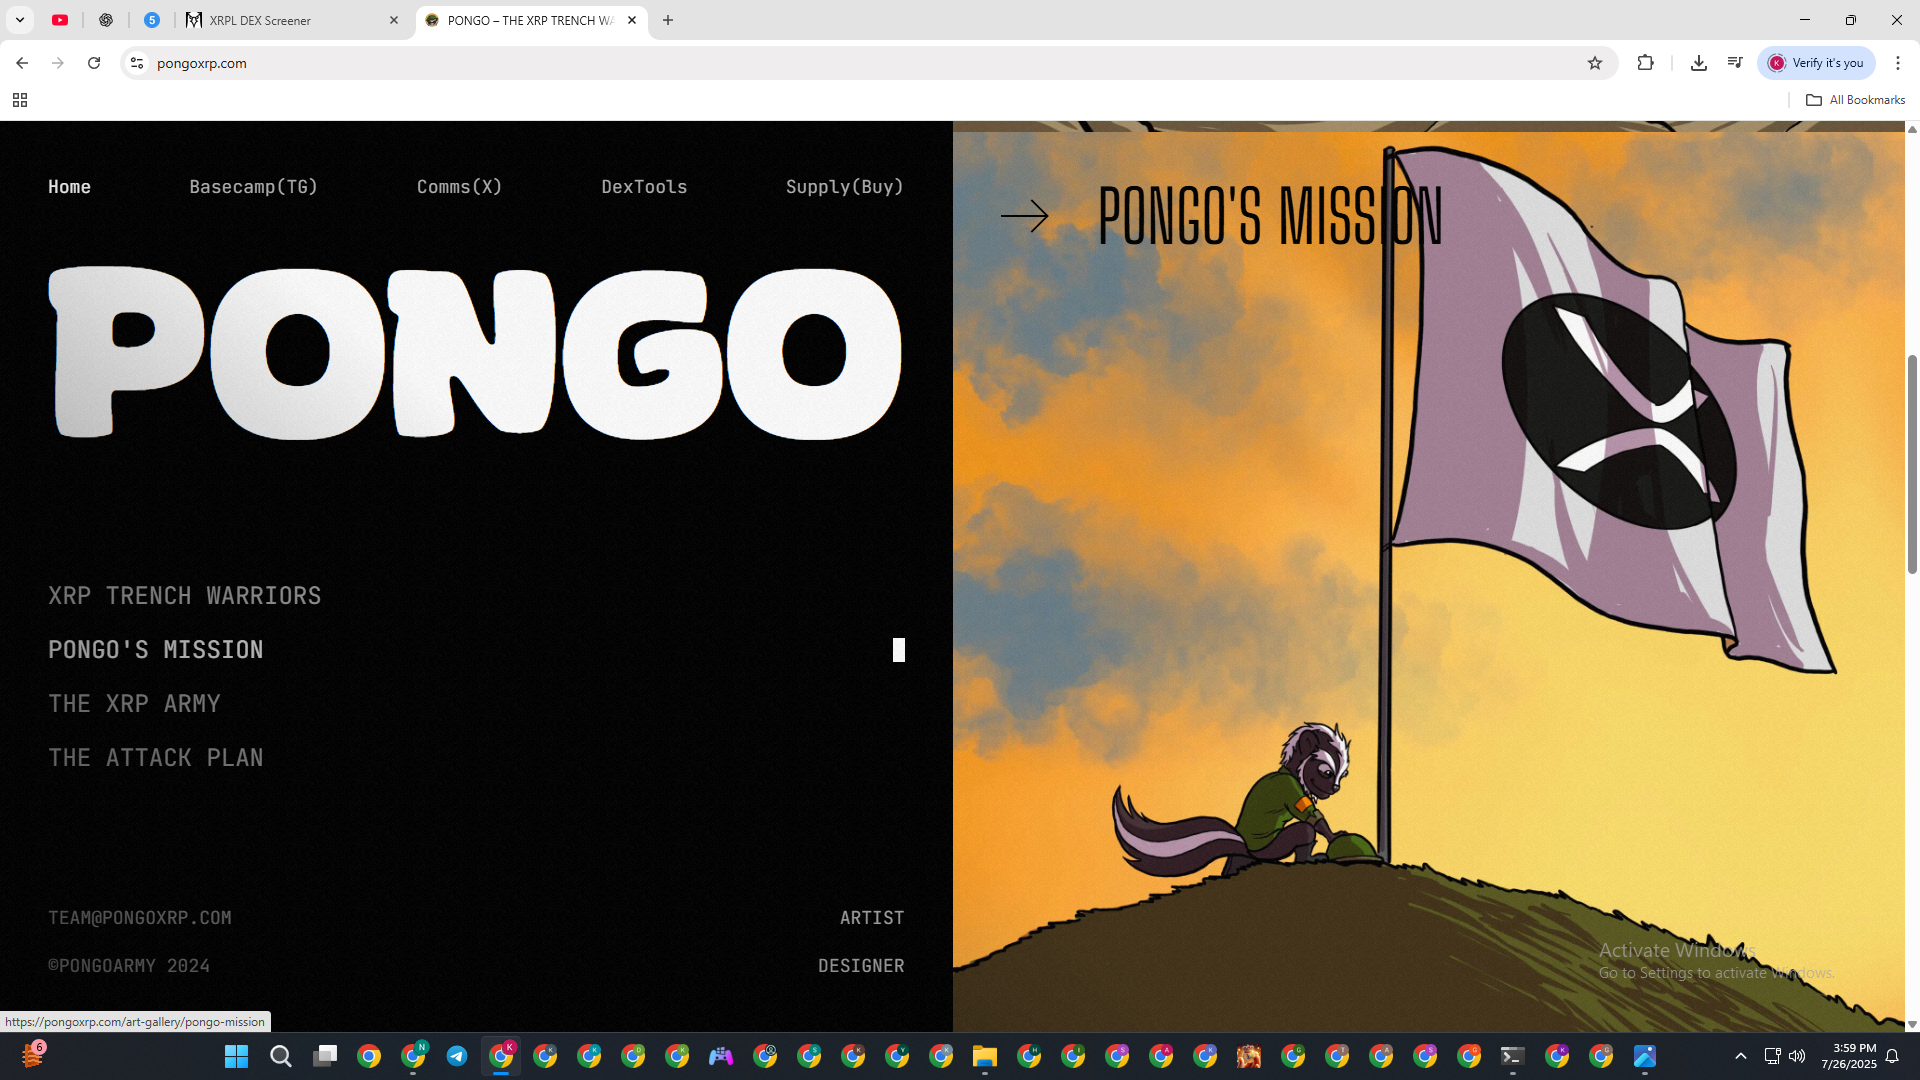 XRPL DEX Screener
PONGO – THE XRP TRENCH WA
pongoxrp.com
Verify it's you
All Bookmarks
Home
Basecamp(TG)
Comms(X)
DexTools
Supply(Buy)
PONGO
XRP TRENCH WARRIORS
PONGO'S MISSION
THE XRP ARMY
THE ATTACK PLAN
TEAM@PONGOXRP.COM
ARTIST
©PONGOARMY 2024
DESIGNER
PONGO'S MISSION
Activate Windows
Go to Settings to activate Windows.
https://pongoxrp.com/art-gallery/pongo-mission
6
3:59 PM
7/26/2025